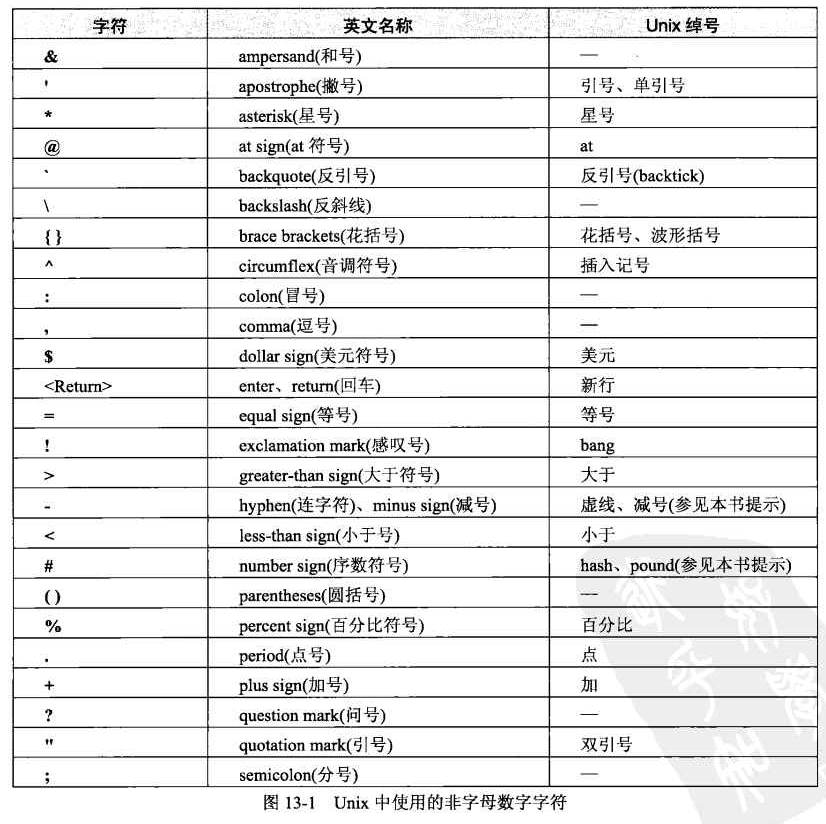 字符 英文名称 Unix 绰号
& ampersand(和号) —
' apostrophe(撇号) 引号、单引号
* asterisk(星号) 星号
@ at sign(at 符号) at
` backquote(反引号) 反引号(backtick)
\ backslash(反斜线) —
{ } brace brackets(花括号) 花括号、波形括号
^ circumflex(音调符号) 插入记号
: colon(冒号) —
, comma(逗号) —
$ dollar sign(美元符号) 美元
<Return> enter、return(回车) 新行
= equal sign(等号) 等号
! exclamation mark(感叹号) bang
> greater-than sign(大于符号) 大于
- hyphen(连字符)、minus sign(减号) 虚线、减号(参见本书提示)
< less-than sign(小于号) 小于
# number sign(序数符号) hash、pound(参见本书提示)
( ) parentheses(圆括号) —
% percent sign(百分比符号) 百分比
. period(点号) 点
+ plus sign(加号) 加
? question mark(问号) —
" quotation mark(引号) 双引号
; semicolon(分号) —
图 13-1 Unix 中使用的非字母数字字符